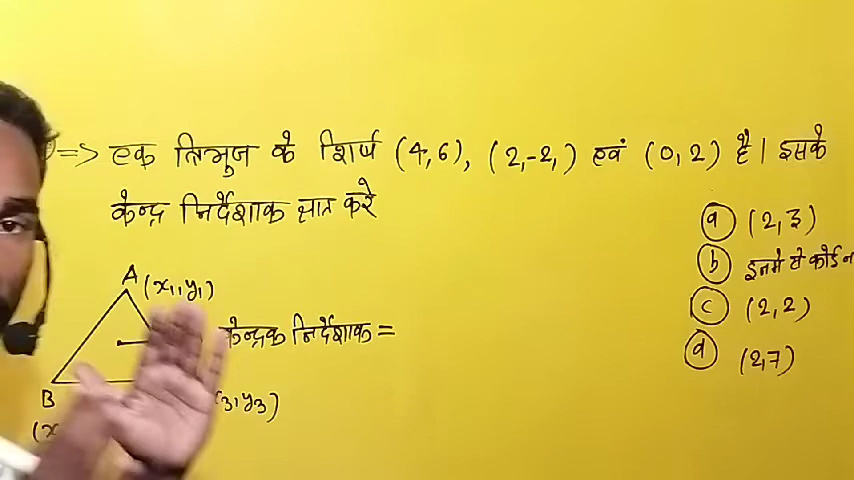 => एक त्रिभुज के शिर्ष (4,6), (2,-2,) एवं (0,2) है। इसके
केन्द्र निर्देशाक ज्ञात करे
(a) (2,3)
(b) इनमे से कोई न
(c) (2,2)
(d) (2,7)
A (x1,y1)
केन्द्रक निर्देशाक =
B
3,y3)
(x